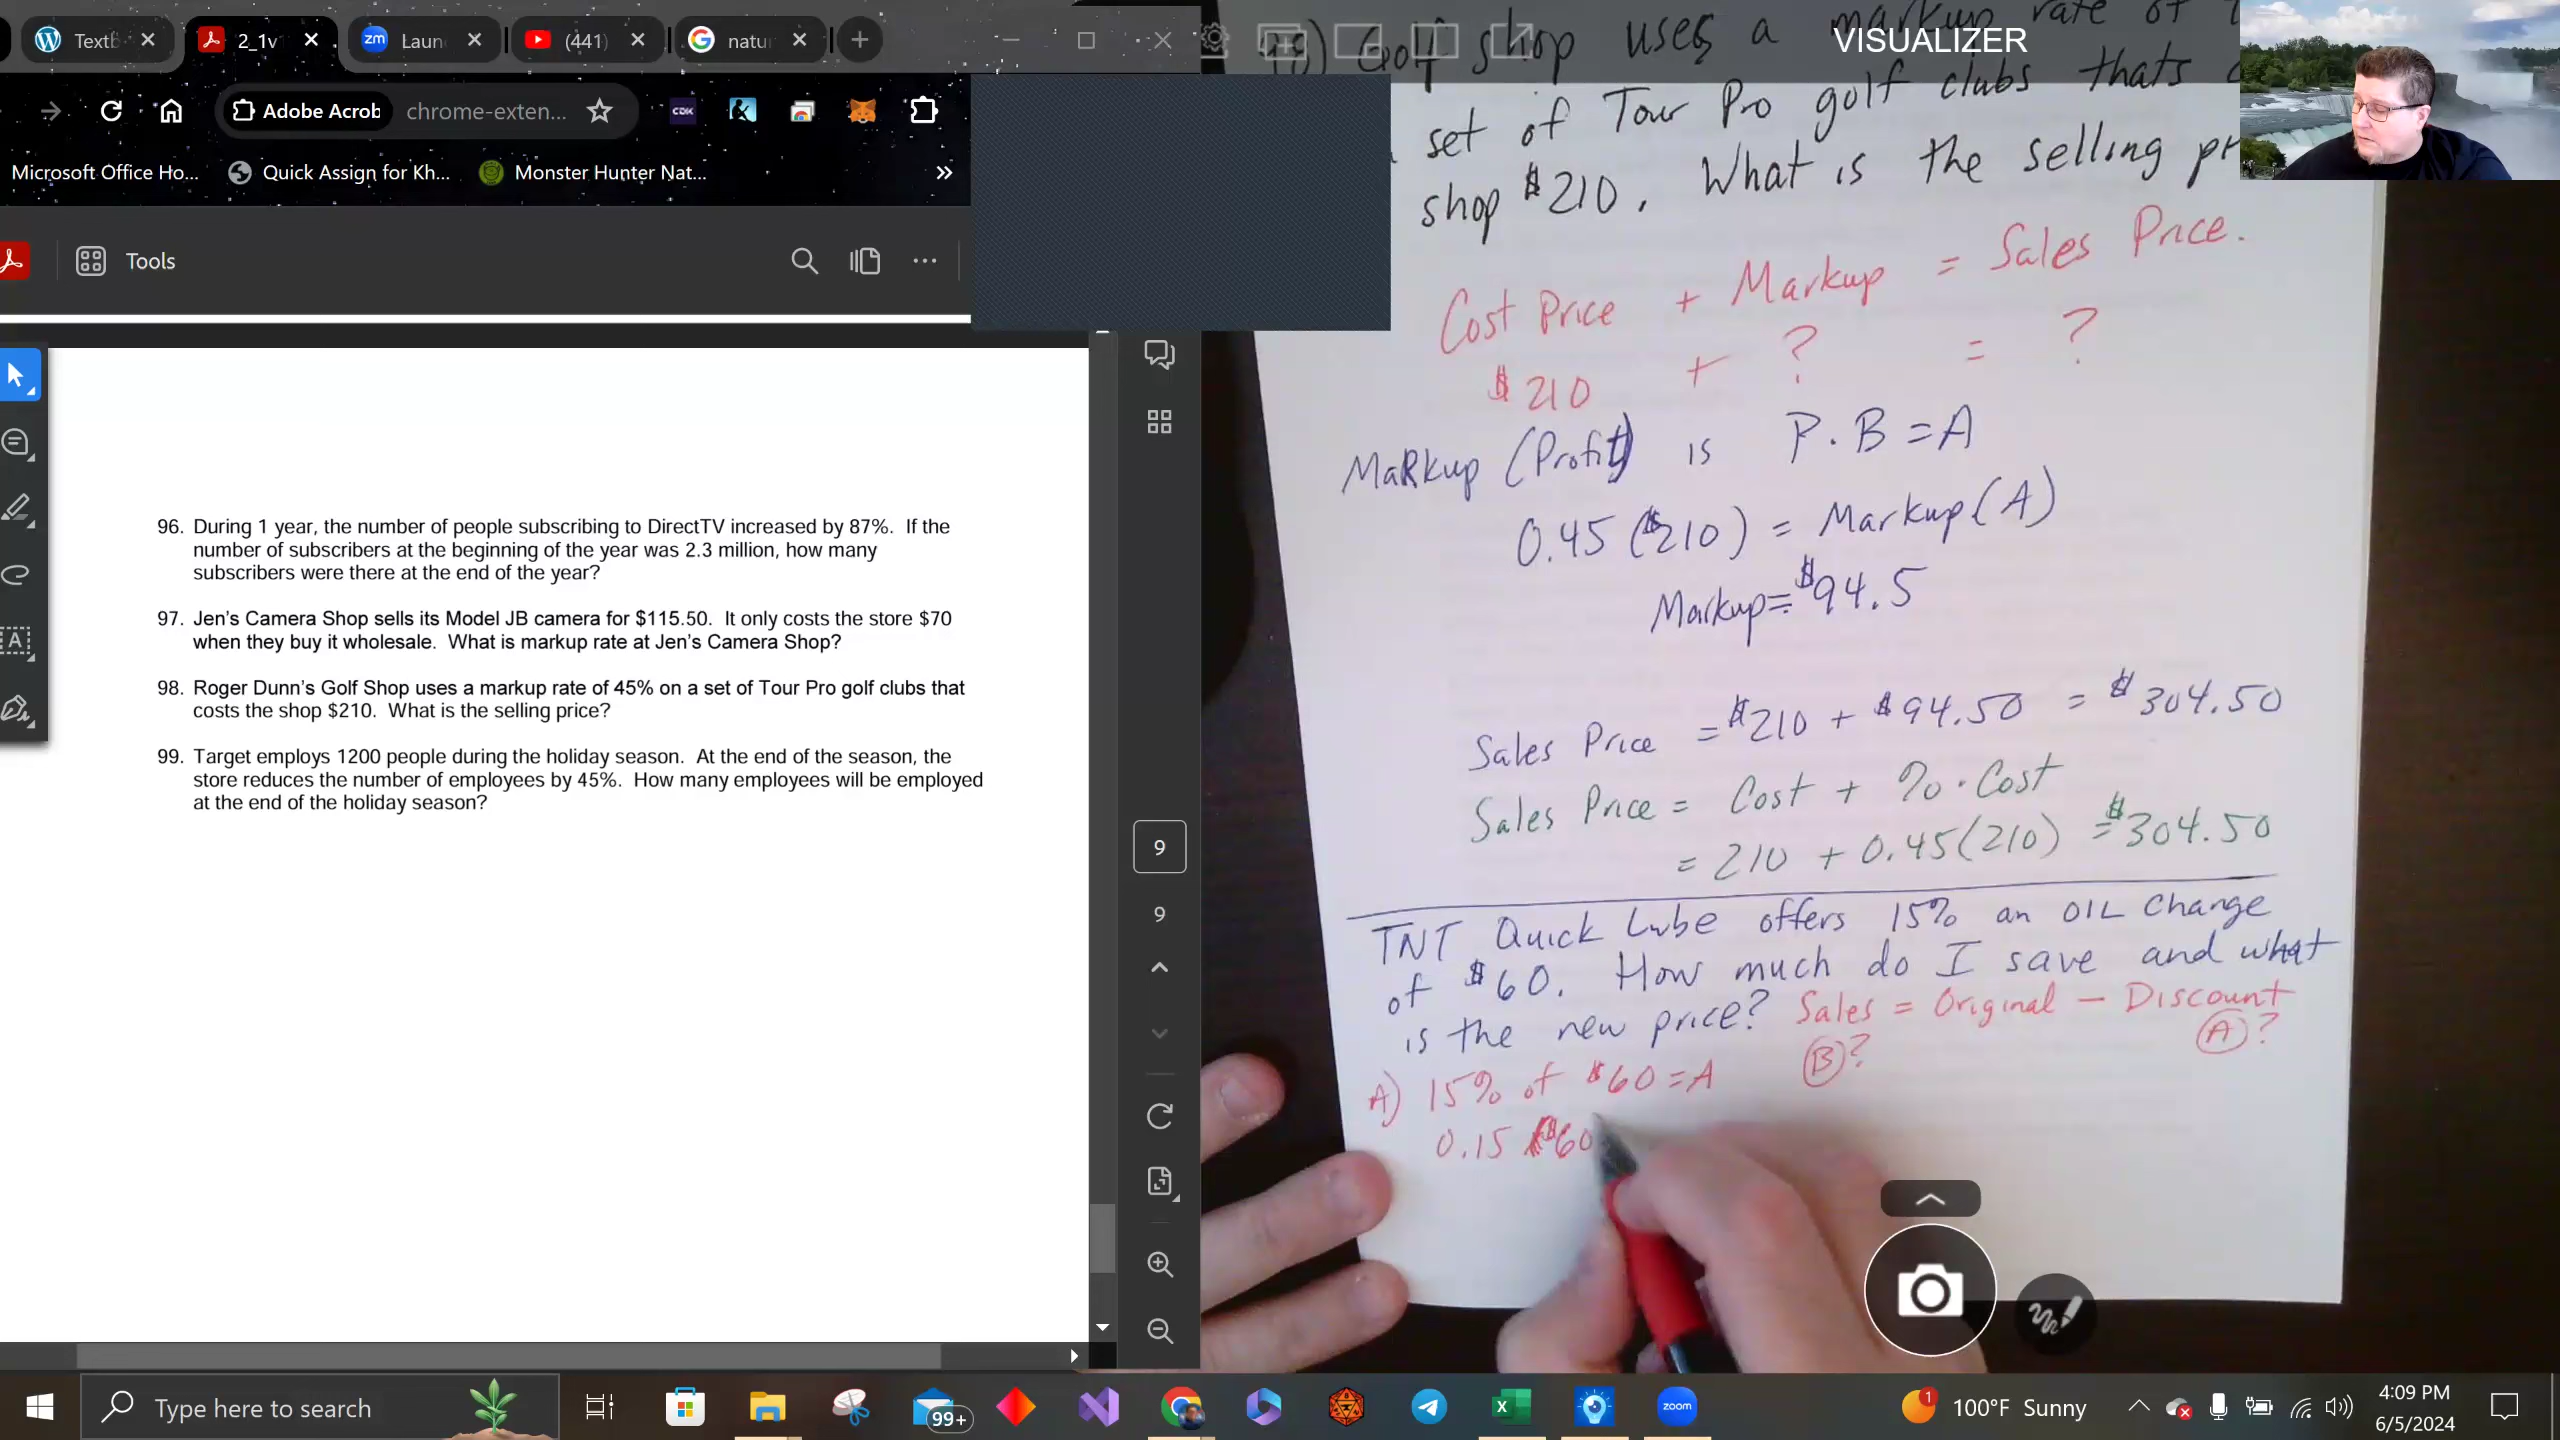 Textb
2_1v
Laun
(441)
natur
VISUALIZER
Adobe Acrob
chrome-exten...
CDK
Microsoft Office Ho...
Quick Assign for Kh...
Monster Hunter Nat...
Tools
96. During 1 year, the number of people subscribing to DirectTV increased by 87%. If the
number of subscribers at the beginning of the year was 2.3 million, how many
subscribers were there at the end of the year?
97. Jen's Camera Shop sells its Model JB camera for $115.50. It only costs the store $70
when they buy it wholesale. What is markup rate at Jen's Camera Shop?
98. Roger Dunn's Golf Shop uses a markup rate of 45% on a set of Tour Pro golf clubs that
costs the shop $210. What is the selling price?
99. Target employs 1200 people during the holiday season. At the end of the season, the
store reduces the number of employees by 45%. How many employees will be employed
at the end of the holiday season?
9
9
Golf shop uses a markup rate of
set of Tour Pro golf clubs thats
shop $210. What is the selling pr
Cost Price + Markup = Sales Price.
$210 + ? = ?
MaRkup (Profit) is P. B = A
0.45 ($210) = Markup (A)
Markup = $94.5
Sales Price = $210 + $94.50 = $304.50
Sales Price = Cost + % · Cost
= 210 + 0.45(210) = $304.50
TNT Quick Lube offers 15% an OIL Change
of $60. How much do I save and what
is the new price? Sales = Original - Discount
B? A?
A) 15% of $60 = A
0.15 ($60
Type here to search
99+
zoom
1
100°F Sunny
4:09 PM
6/5/2024